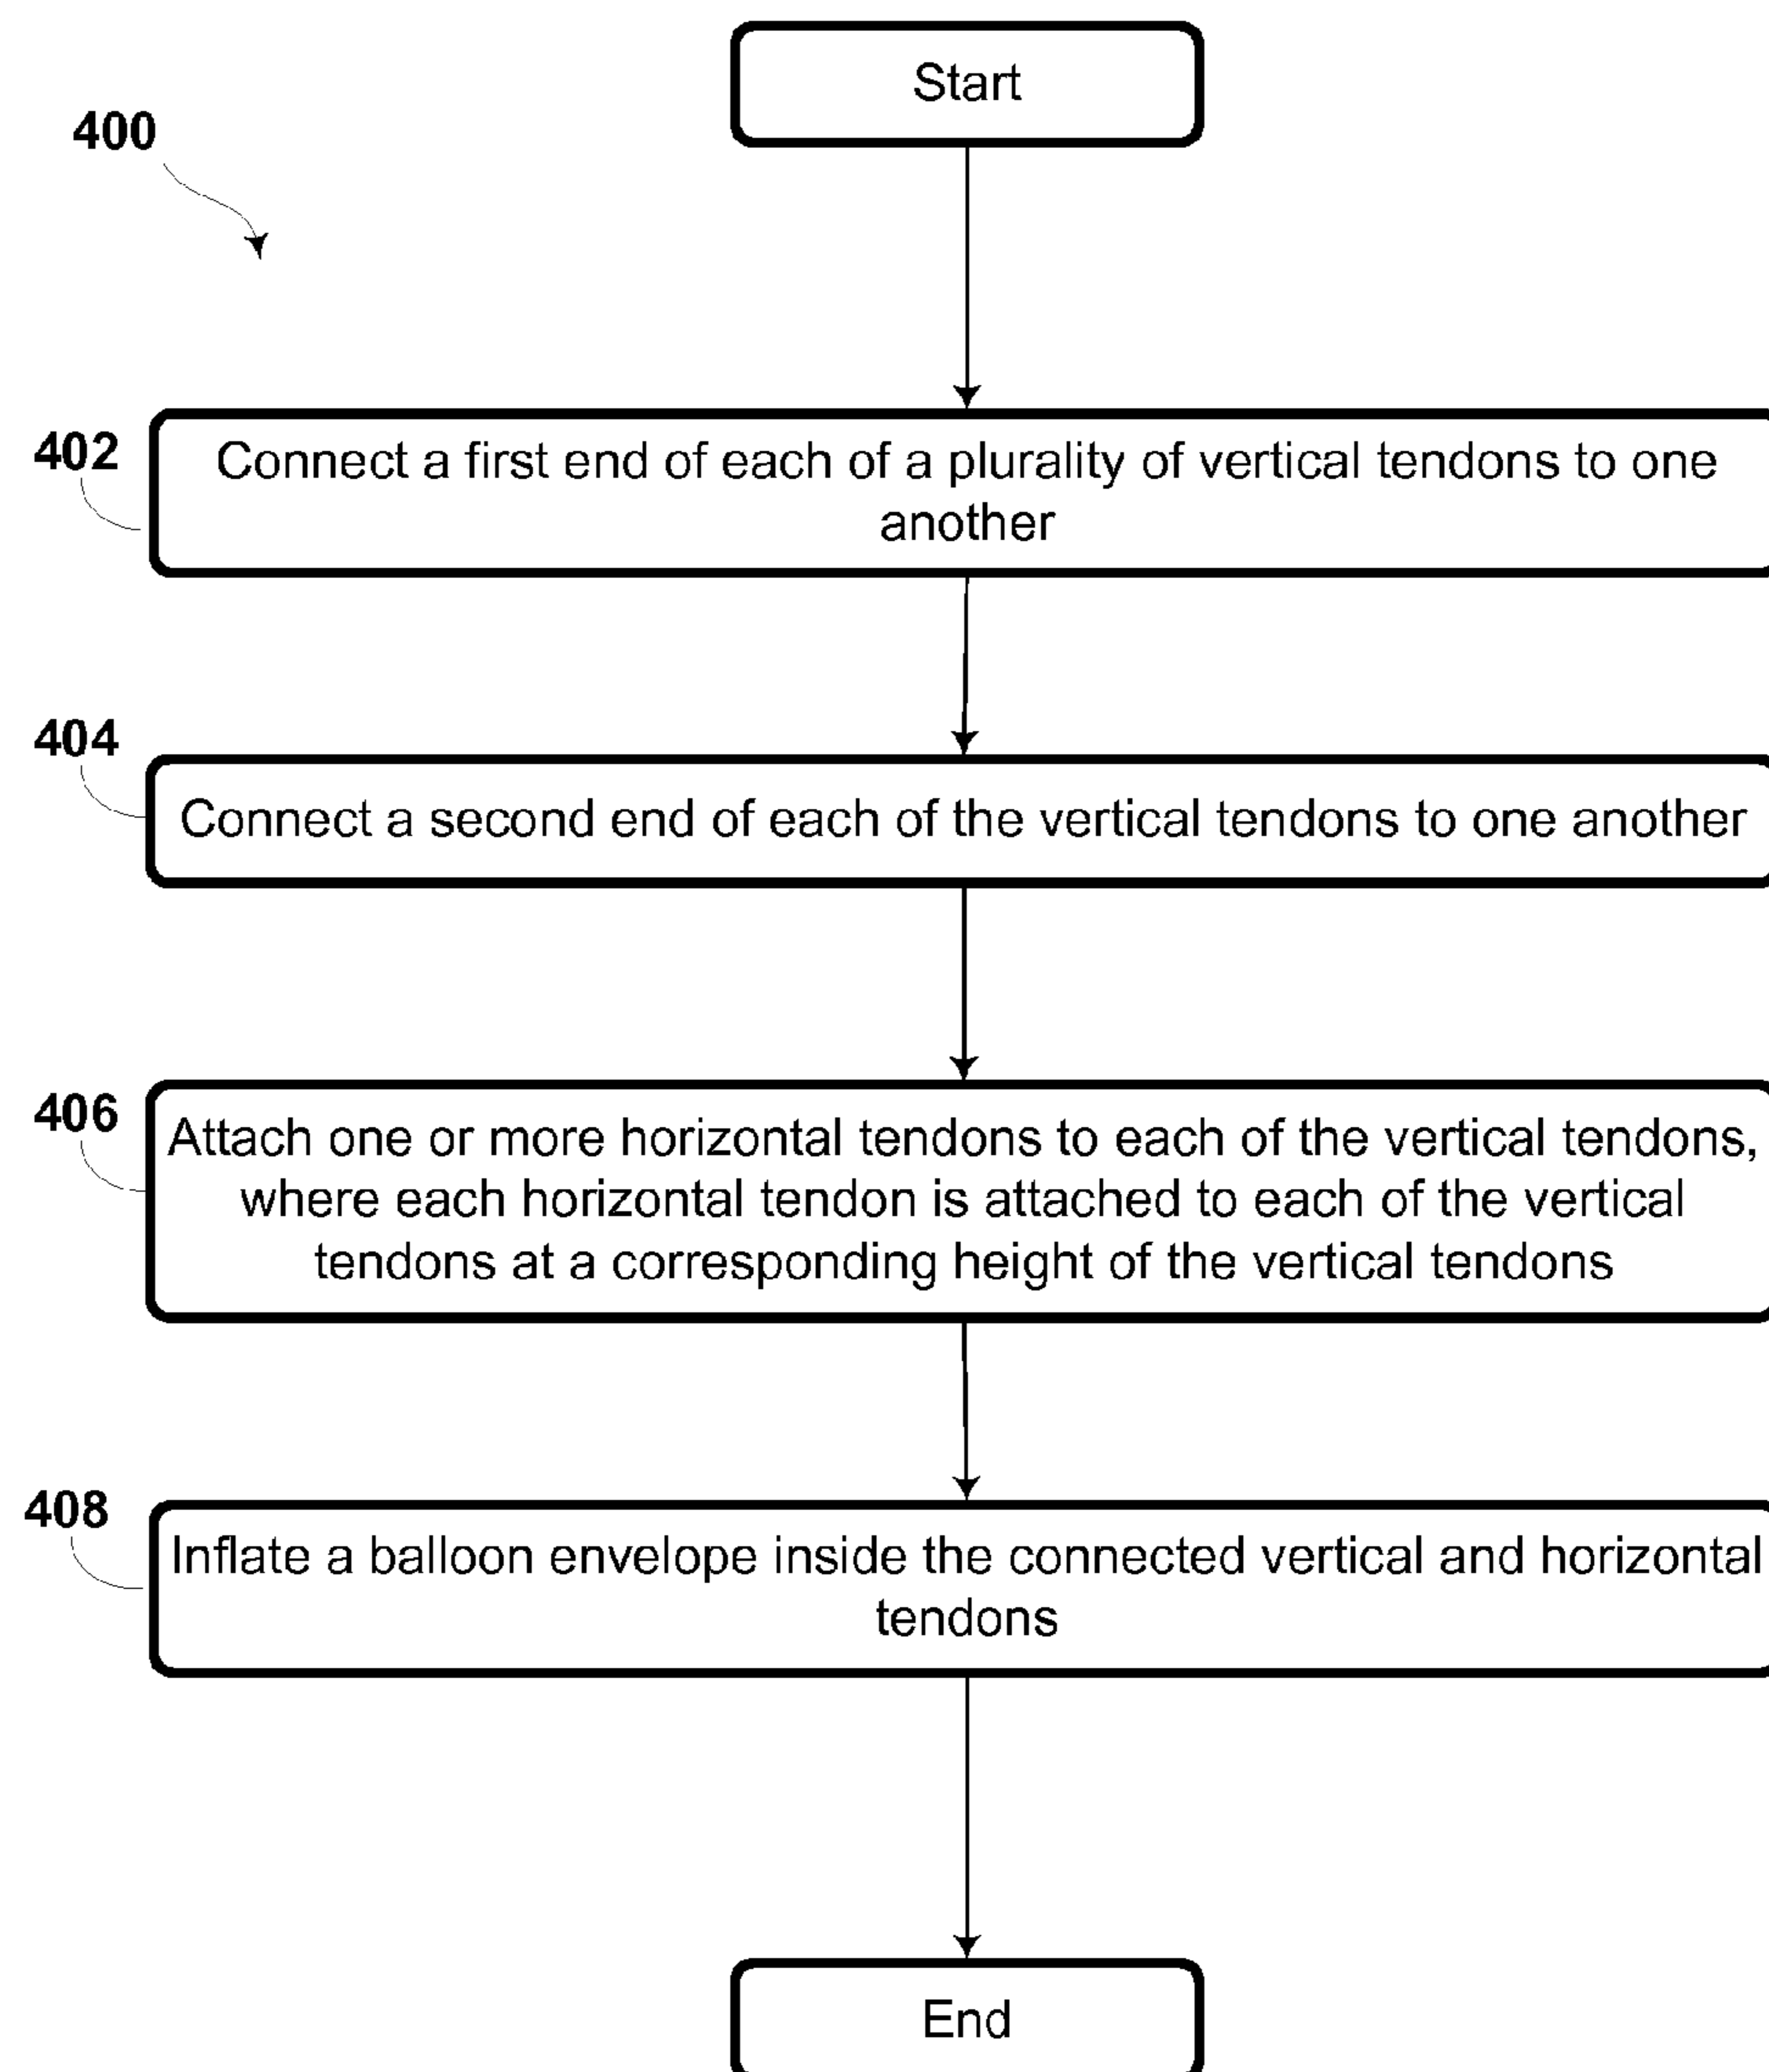 Start
400
402
Connect a first end of each of a plurality of vertical tendons to one
another
404
Connect a second end of each of the vertical tendons to one another
406
Attach one or more horizontal tendons to each of the vertical tendons,
where each horizontal tendon is attached to each of the vertical
tendons at a corresponding height of the vertical tendons
408
Inflate a balloon envelope inside the connected vertical and horizontal
tendons
End